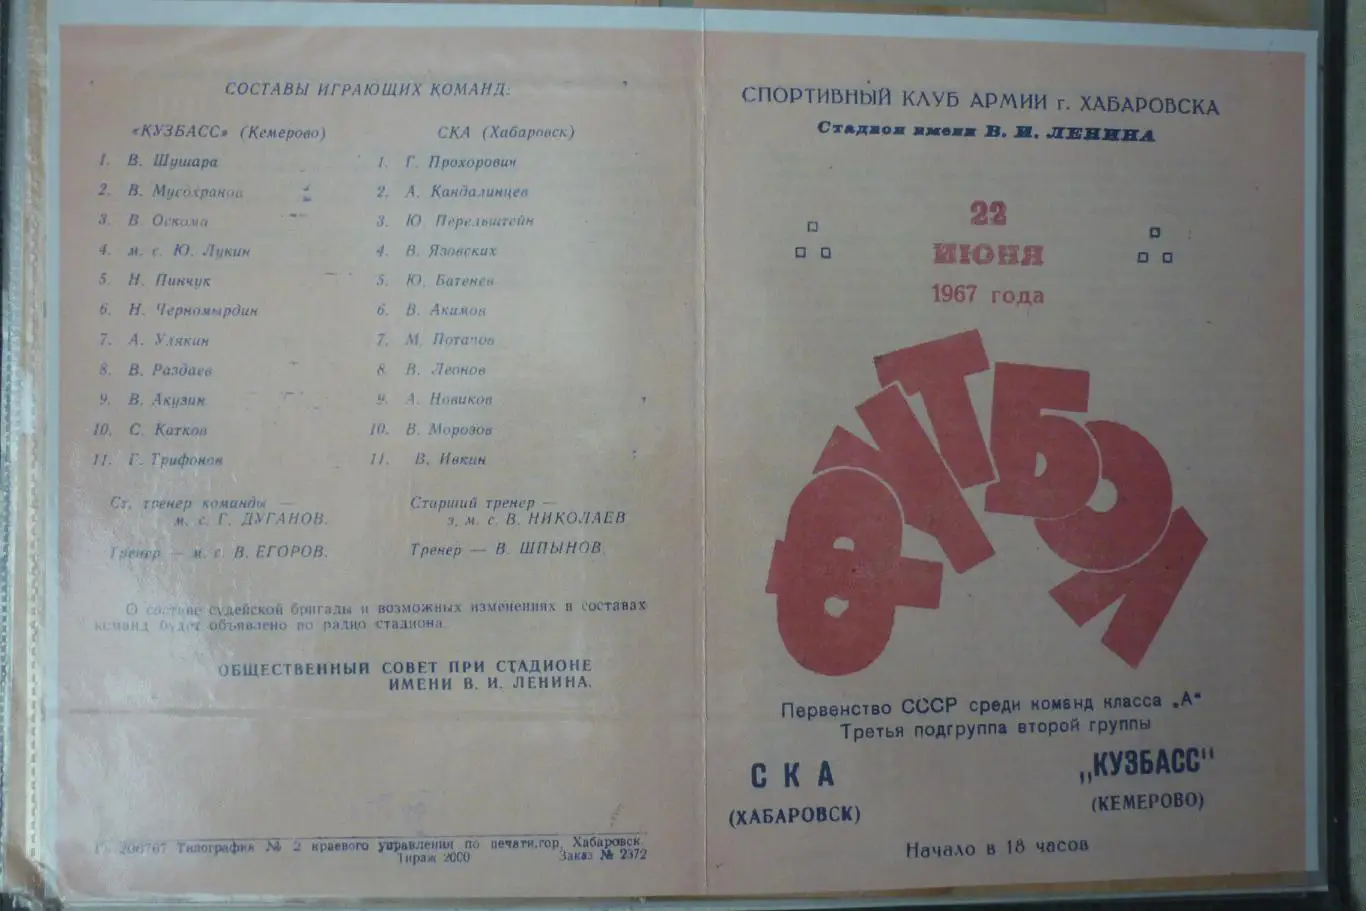 СОСТАВЫ ИГРАЮЩИХ КОМАНД:
«КУЗБАСС» (Кемерово)
1. В. Шушара
2. В. Мусохранов
3. В. Оскома
4. м. с. Ю. Лукин
5. Н. Пинчук
6. Н. Черномырдин
7. А. Улякин
8. В. Раздаев
9. В. Акузин
10. С. Катков
11. Г. Трифонов
Ст. тренер команды —
м. с. Г. ДУГАНОВ.
Тренер — м. с. В. ЕГОРОВ.
СКА (Хабаровск)
1. Г. Прохорович
2. А. Кандалинцев
3. Ю. Перельштейн
4. В. Язовских
5. Ю. Батенев
6. В. Акимов
7. М. Потапов
8. В. Леонов
9. А. Новиков
10. В. Морозов
11. В. Ивкин
Старший тренер —
з. м. с. В. НИКОЛАЕВ
Тренер — В. ШПЫНОВ.
О составе судейской бригады и возможных изменениях в составах
команд будет объявлено по радио стадиона.
ОБЩЕСТВЕННЫЙ СОВЕТ ПРИ СТАДИОНЕ
ИМЕНИ В. И. ЛЕНИНА.
Типография № 2 краевого управления по печати, гор. Хабаровск.
Тираж 2000 Заказ № 2372
СПОРТИВНЫЙ КЛУБ АРМИИ г. ХАБАРОВСКА
Стадион имени В. И. ЛЕНИНА
22
ИЮНЯ
1967 года
ФУТБОЛ
Первенство СССР среди команд класса „А“
Третья подгруппа второй группы
СКА
(ХАБАРОВСК)
„КУЗБАСС“
(КЕМЕРОВО)
Начало в 18 часов